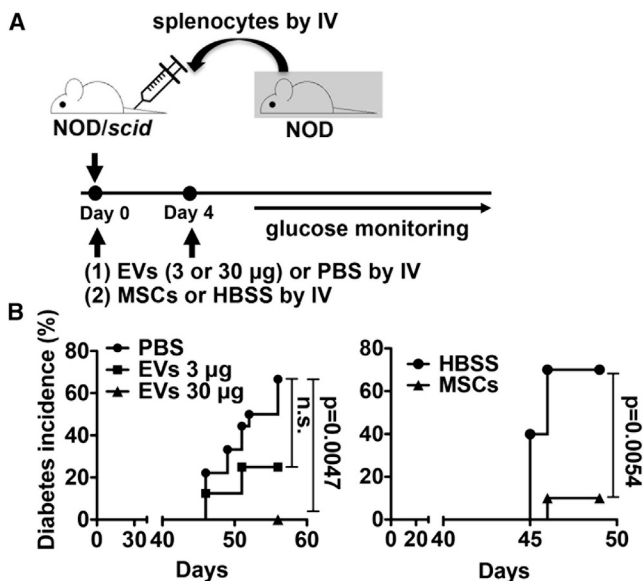 A
splenocytes by IV
NOD/scid
NOD
Day 0
Day 4
glucose monitoring
(1) EVs (3 or 30 µg) or PBS by IV
(2) MSCs or HBSS by IV
B
Diabetes incidence (%)
80
60
40
20
0
PBS
EVs 3 µg
EVs 30 µg
n.s.
p=0.0047
0 30 40 50 60
Days
80
60
40
20
0
HBSS
MSCs
p=0.0054
0 20 40 45 50
Days